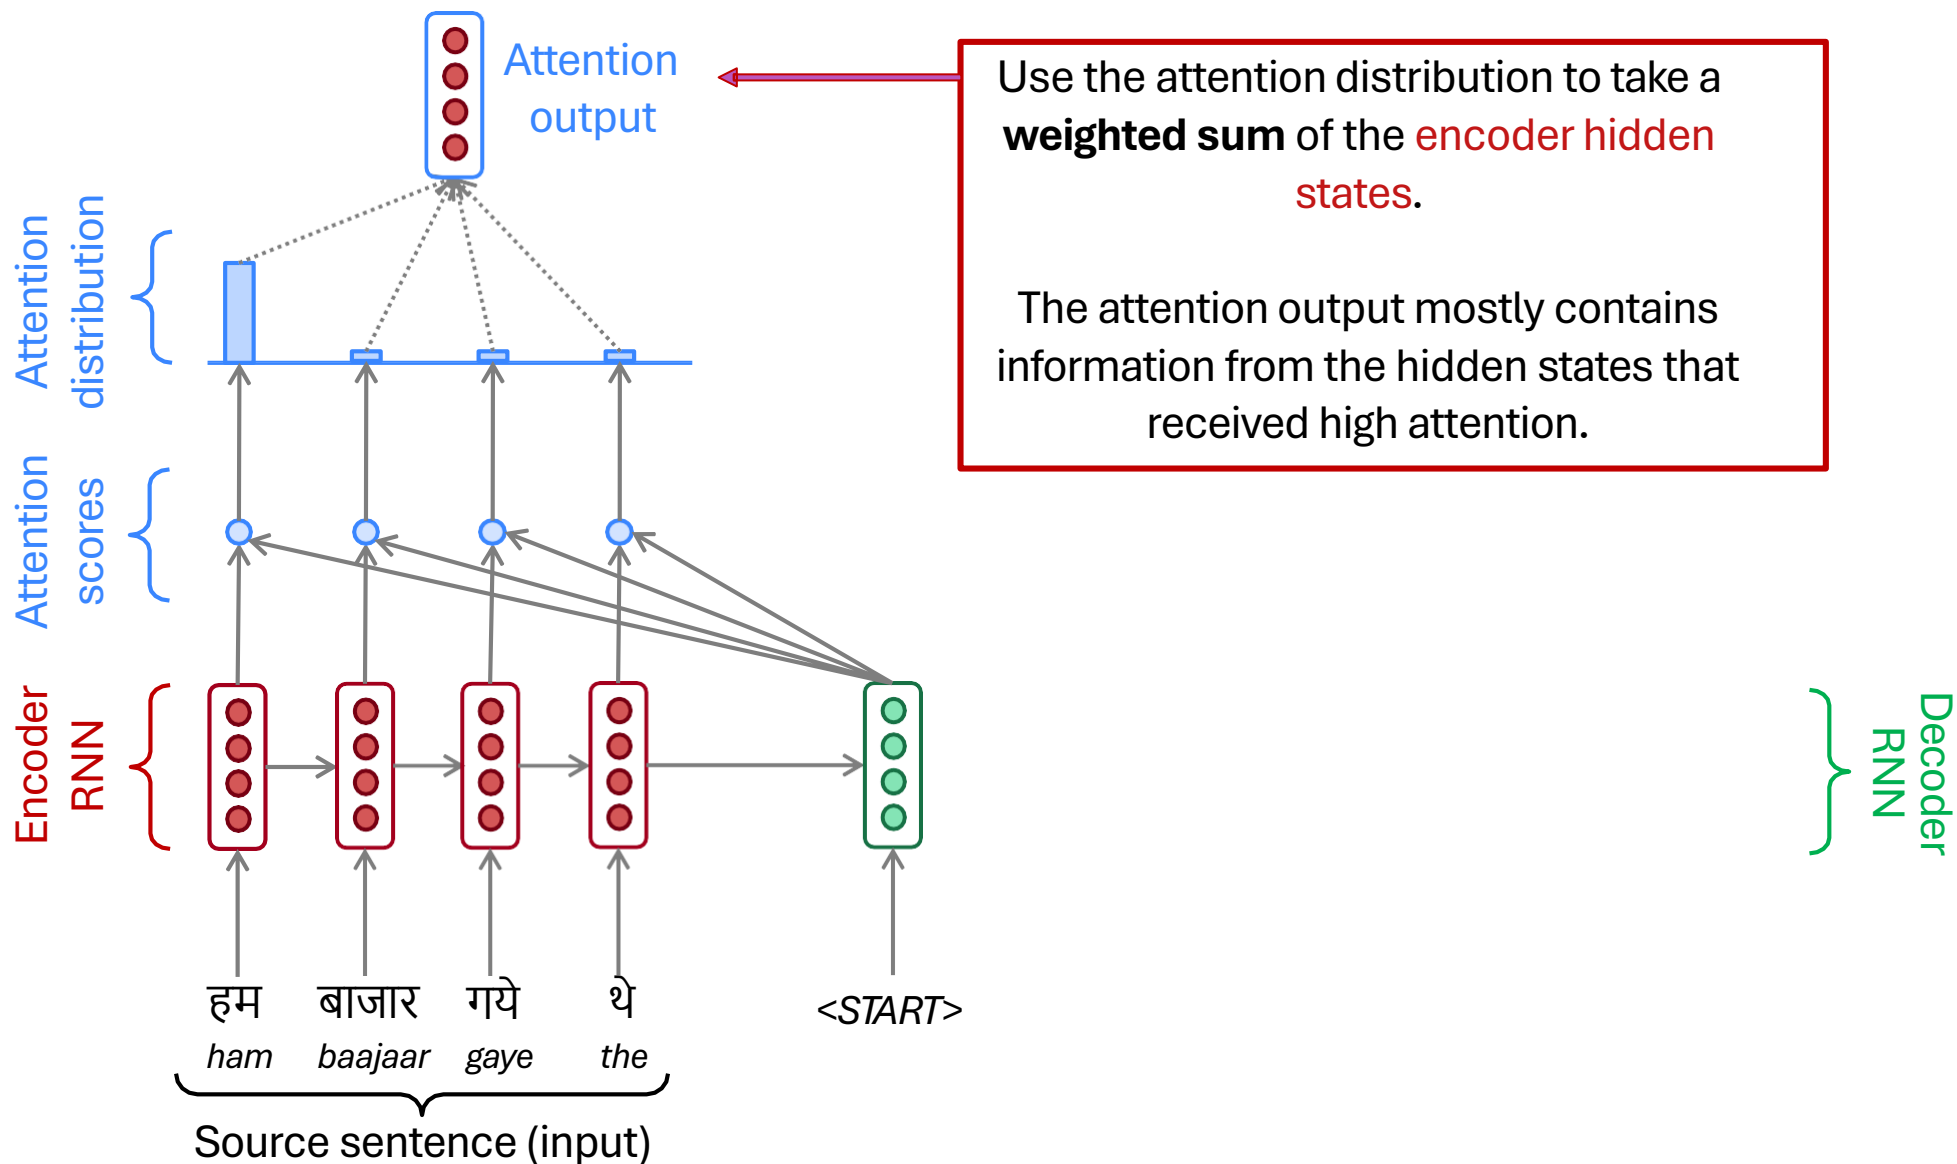 Attention
output
Use the attention distribution to take a
weighted sum of the encoder hidden
states.
The attention output mostly contains
information from the hidden states that
received high attention.
Attention
distribution
Attention
scores
Encoder
RNN
Decoder
RNN
हम बाजार गये थे <START>
ham baajaar gaye the
Source sentence (input)